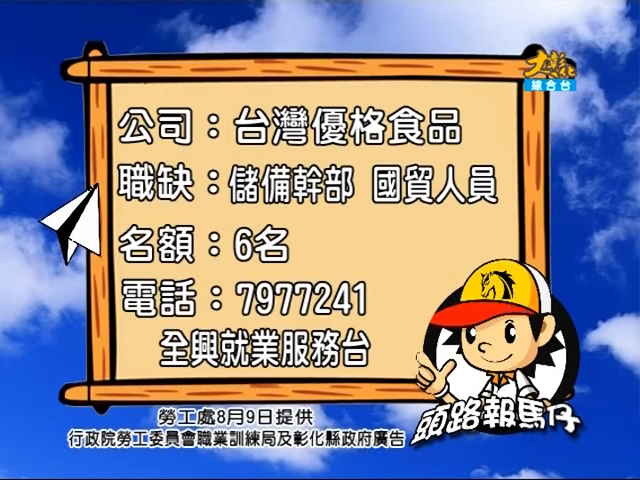 大彰化
綜合台
公司：台灣優格食品
職缺：儲備幹部 國貿人員
名額：6名
電話：7977241
全興就業服務台
頭路報馬仔
勞工處8月9日提供
行政院勞工委員會職業訓練局及彰化縣政府廣告